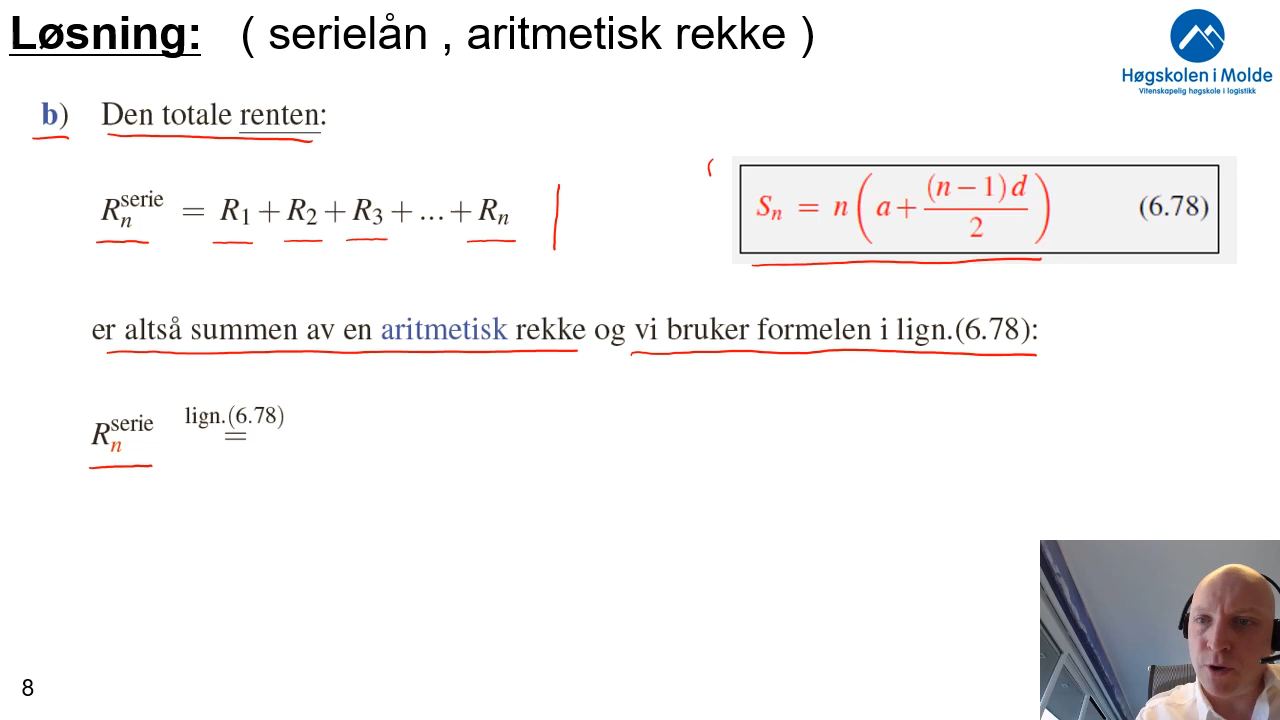 Løsning: ( serielån , aritmetisk rekke )
Høgskolen i Molde
Vitenskapelig høgskole i logistikk
b) Den totale renten:
R_n^serie = R_1 + R_2 + R_3 + ... + R_n
S_n = n ( a + (n − 1) d / 2 ) (6.78)
er altså summen av en aritmetisk rekke og vi bruker formelen i lign.(6.78):
R_n^serie lign.(6.78) =
8